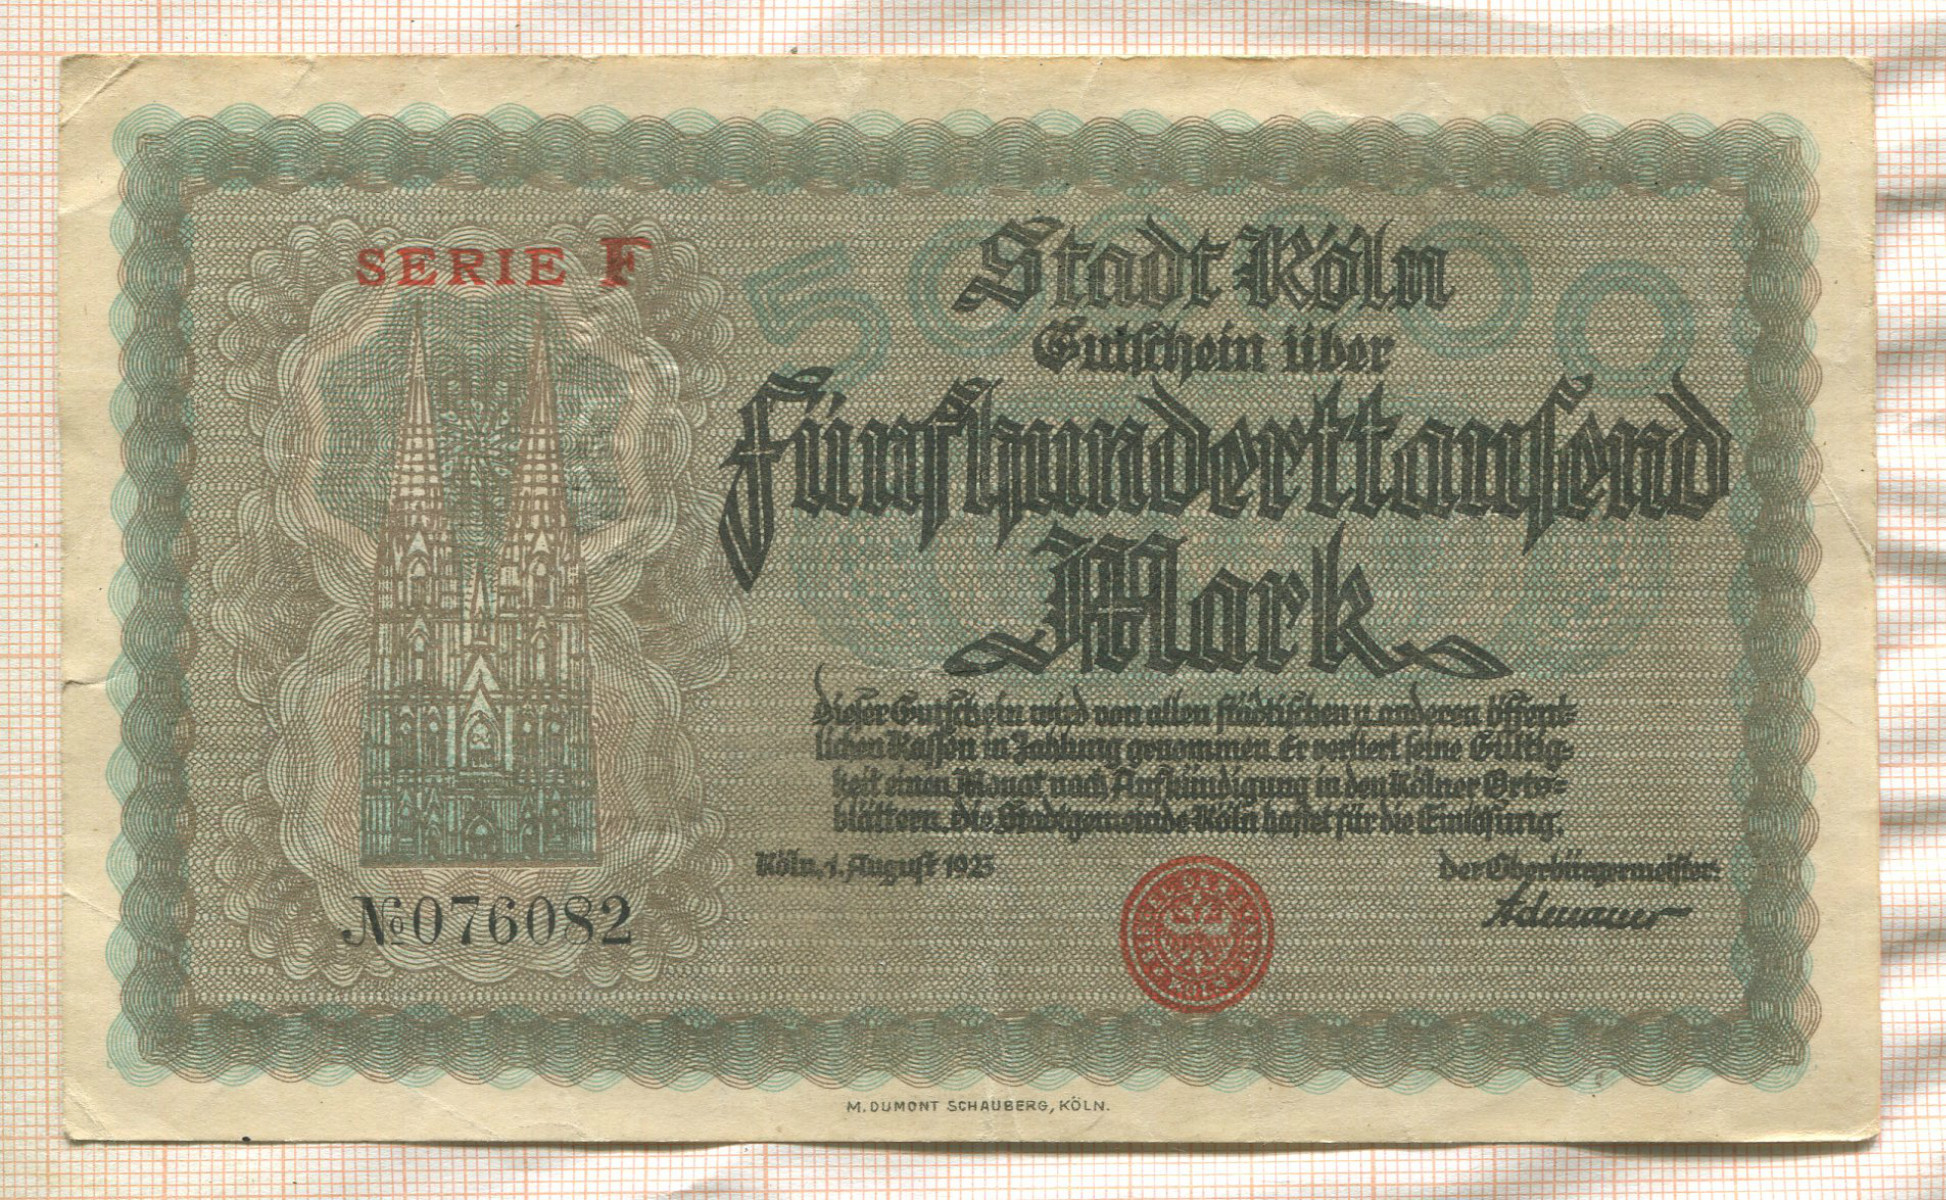 SERIE F
500000
Stadt Köln
Gutschein über
Fünfhunderttausend
Mark
Dieser Gutschein wird von allen städtischen u. anderen öffent-
lichen Kassen in Zahlung genommen. Er verliert seine Gültig-
keit einen Monat nach Aufkündigung in den Kölner Orts-
blättern. Die Stadtgemeinde Köln haftet für die Einlösung.
Köln, 1. August 1923
Der Oberbürgermeister:
Adenauer
№ 076082
M. DUMONT SCHAUBERG, KÖLN.